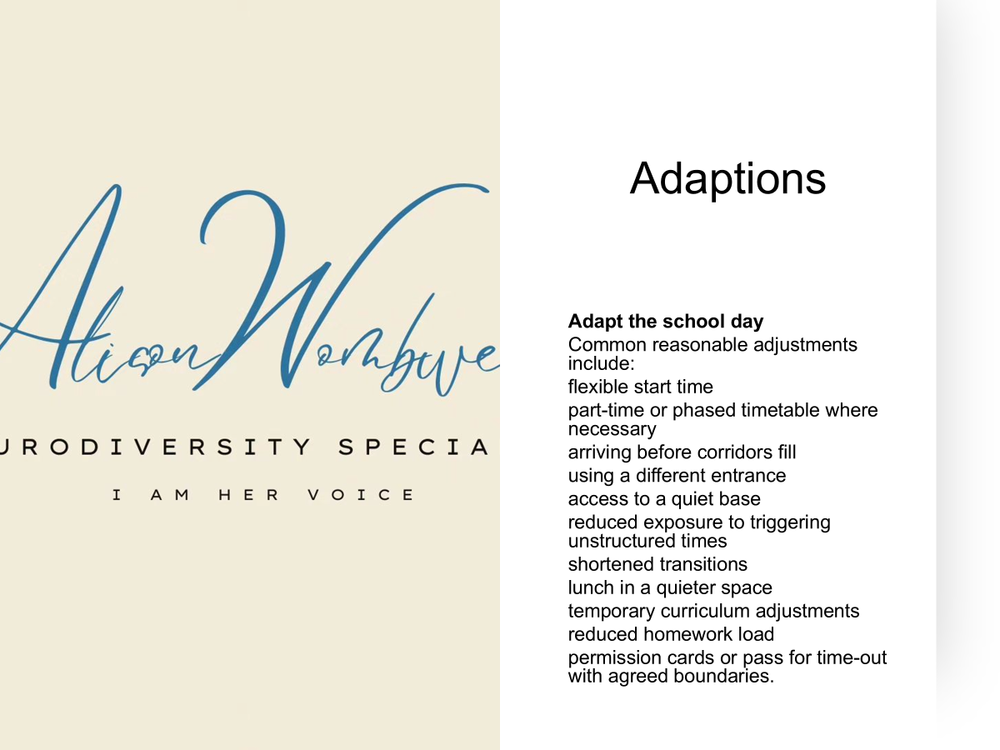 Alison Wombwe
URODIVERSITY SPECIA
I AM HER VOICE
Adaptions
Adapt the school day
Common reasonable adjustments
include:
flexible start time
part-time or phased timetable where
necessary
arriving before corridors fill
using a different entrance
access to a quiet base
reduced exposure to triggering
unstructured times
shortened transitions
lunch in a quieter space
temporary curriculum adjustments
reduced homework load
permission cards or pass for time-out
with agreed boundaries.